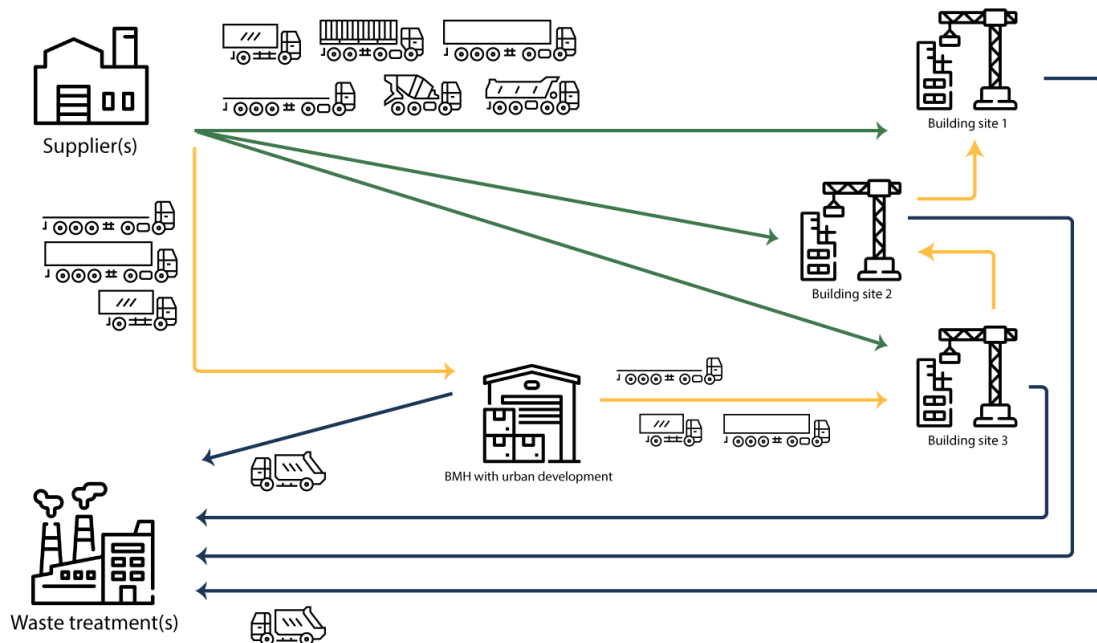 Building site 1
Supplier(s)
Building site 2
Building site 3
BMH with urban development
Waste treatment(s)